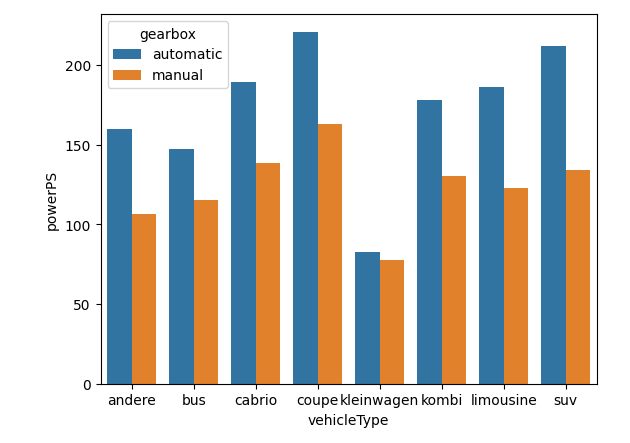 gearbox
automatic
manual
200
150
100
50
0
powerPS
andere bus cabrio coupe kleinwagen kombi limousine suv
vehicleType